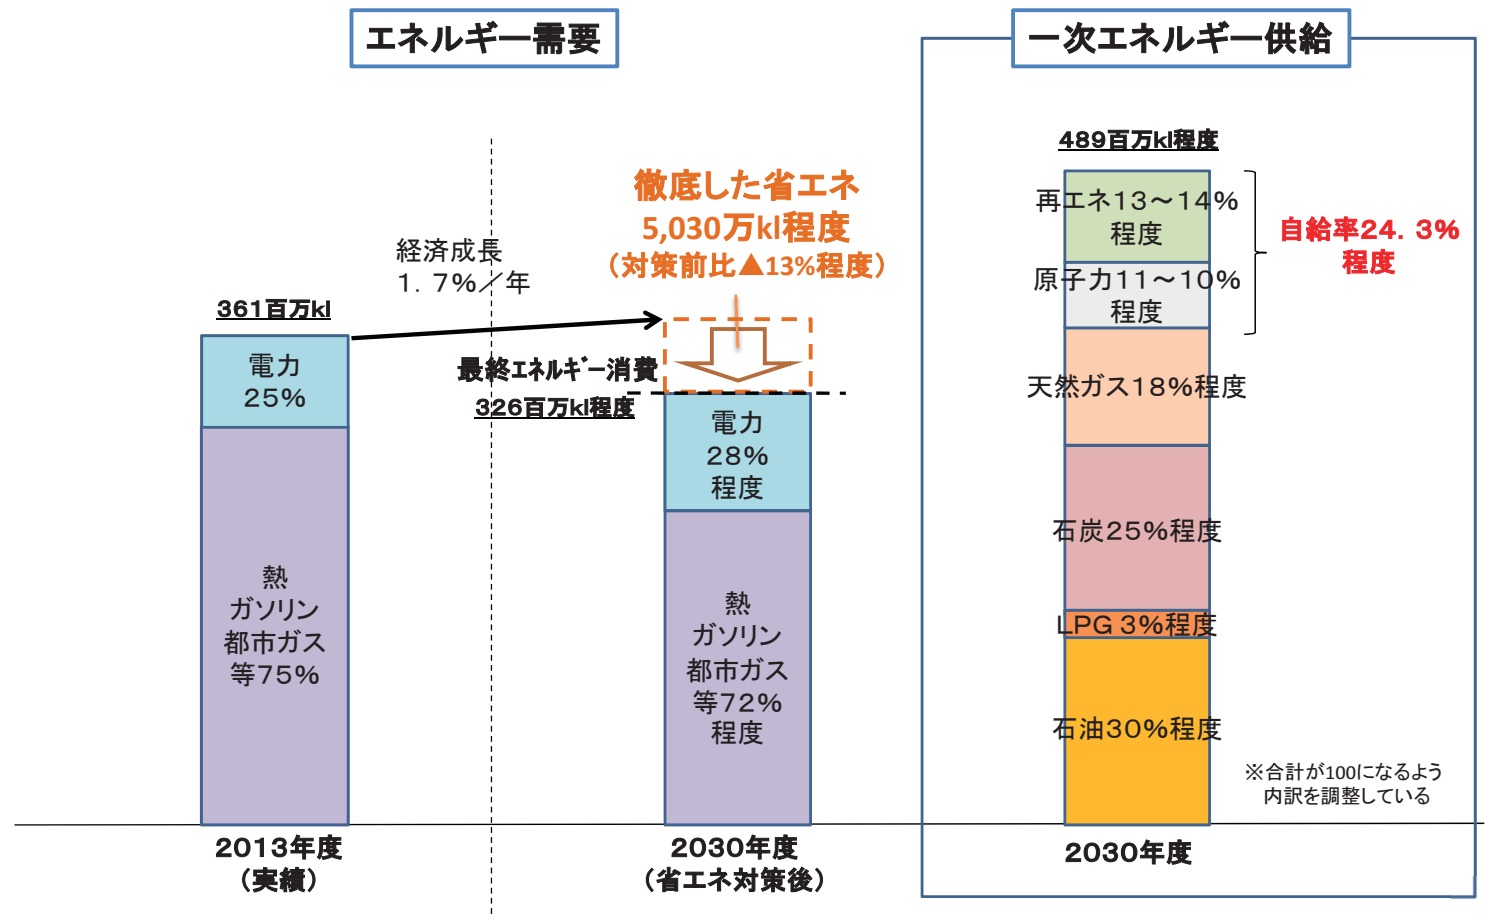 エネルギー需要
一次エネルギー供給
361百万kl
電力
25%
熱
ガソリン
都市ガス
等75%
2013年度
（実績）
経済成長
1．7%／年
徹底した省エネ
5,030万kl程度
（対策前比▲13%程度）
最終エネルギー消費
326百万kl程度
電力
28%
程度
熱
ガソリン
都市ガス
等72%
程度
2030年度
（省エネ対策後）
489百万kl程度
再エネ13～14%
程度
原子力11～10%
程度
自給率24．3%
程度
天然ガス18%程度
石炭25%程度
LPG 3%程度
石油30%程度
※合計が100になるよう
内訳を調整している
2030年度